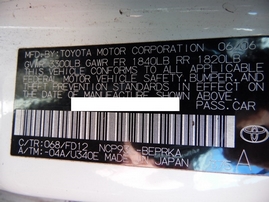 MFD.BY:TOYOTA MOTOR CORPORATION 06/06
GVWR 3300LB GAWR FR 1840LB RR 1820LB
THIS VEHICLE CONFORMS TO ALL APPLICABLE
FEDERAL MOTOR VEHICLE SAFETY, BUMPER, AND
THEFT PREVENTION STANDARDS IN EFFECT ON
THE DATE OF MANUFACTURE SHOWN ABOVE.
PASS.CAR
C/TR:068/FD12 BEPRKA
A/TM:-04A/U340E MADE IN JAPAN
A